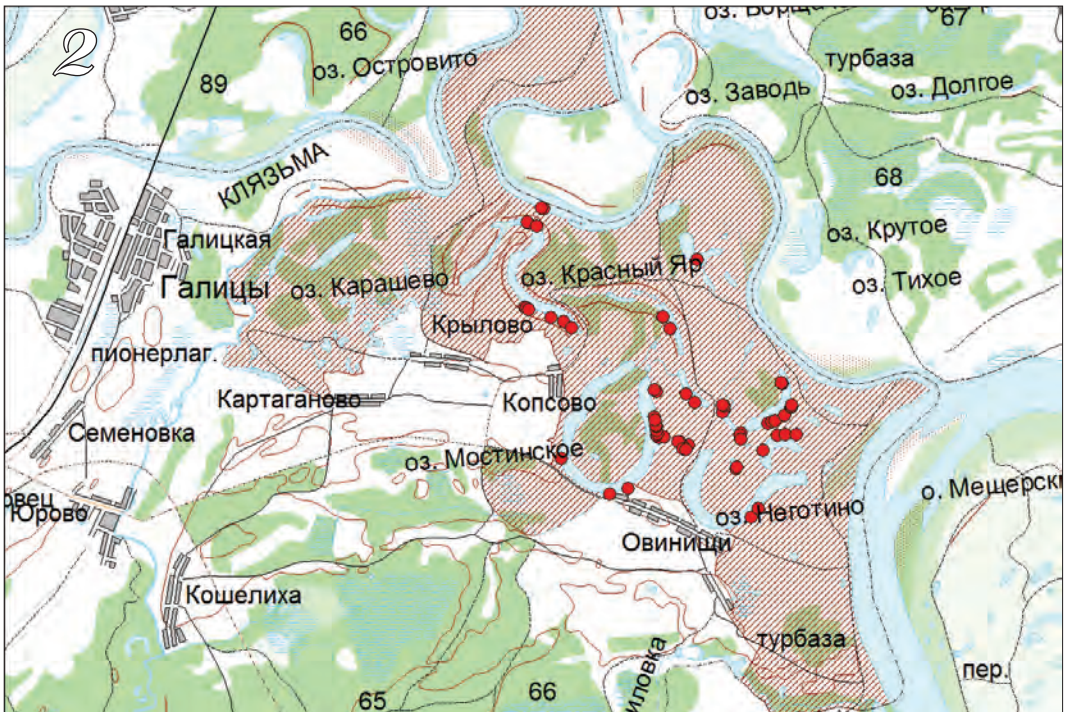 2
66
оз. Островито
89
67
турбаза
оз. Заводь
оз. Долгое
КЛЯЗЬМА
68
Галицкая
оз. Крутое
Галицы
оз. Карашево
оз. Красный Яр
оз. Тихое
Крылово
пионерлаг.
Картаганово
Копсово
Семеновка
оз. Мостинское
о. Мещерск
Юрово
оз. Неготино
Овинищи
Кошелиха
турбаза
пер.
65
66